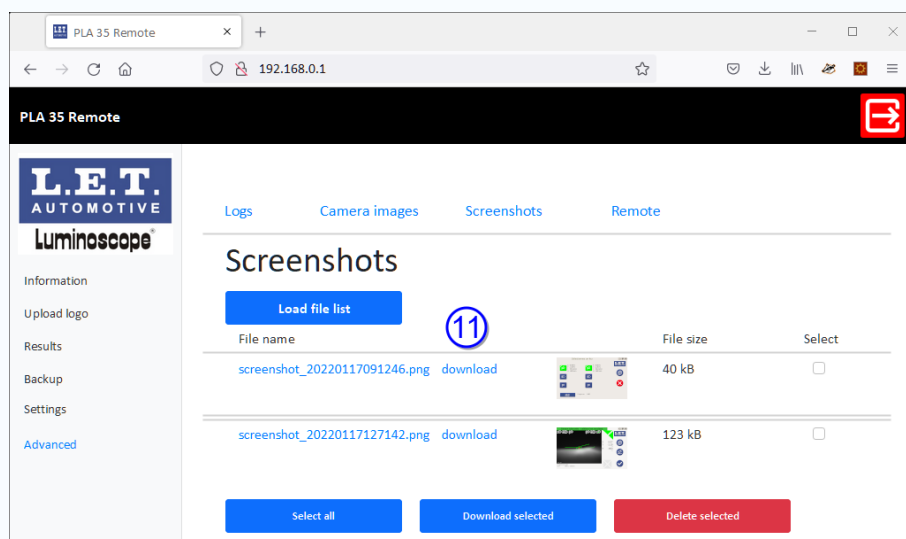 PLA 35 Remote
192.168.0.1
PLA 35 Remote
L.E.T.
AUTOMOTIVE
Luminoscope®
Information
Upload logo
Results
Backup
Settings
Advanced
Logs Camera images Screenshots Remote
Screenshots
Load file list
11
File name File size Select
screenshot_20220117091246.png download 40 kB
screenshot_20220117127142.png download 123 kB
Select all Download selected Delete selected